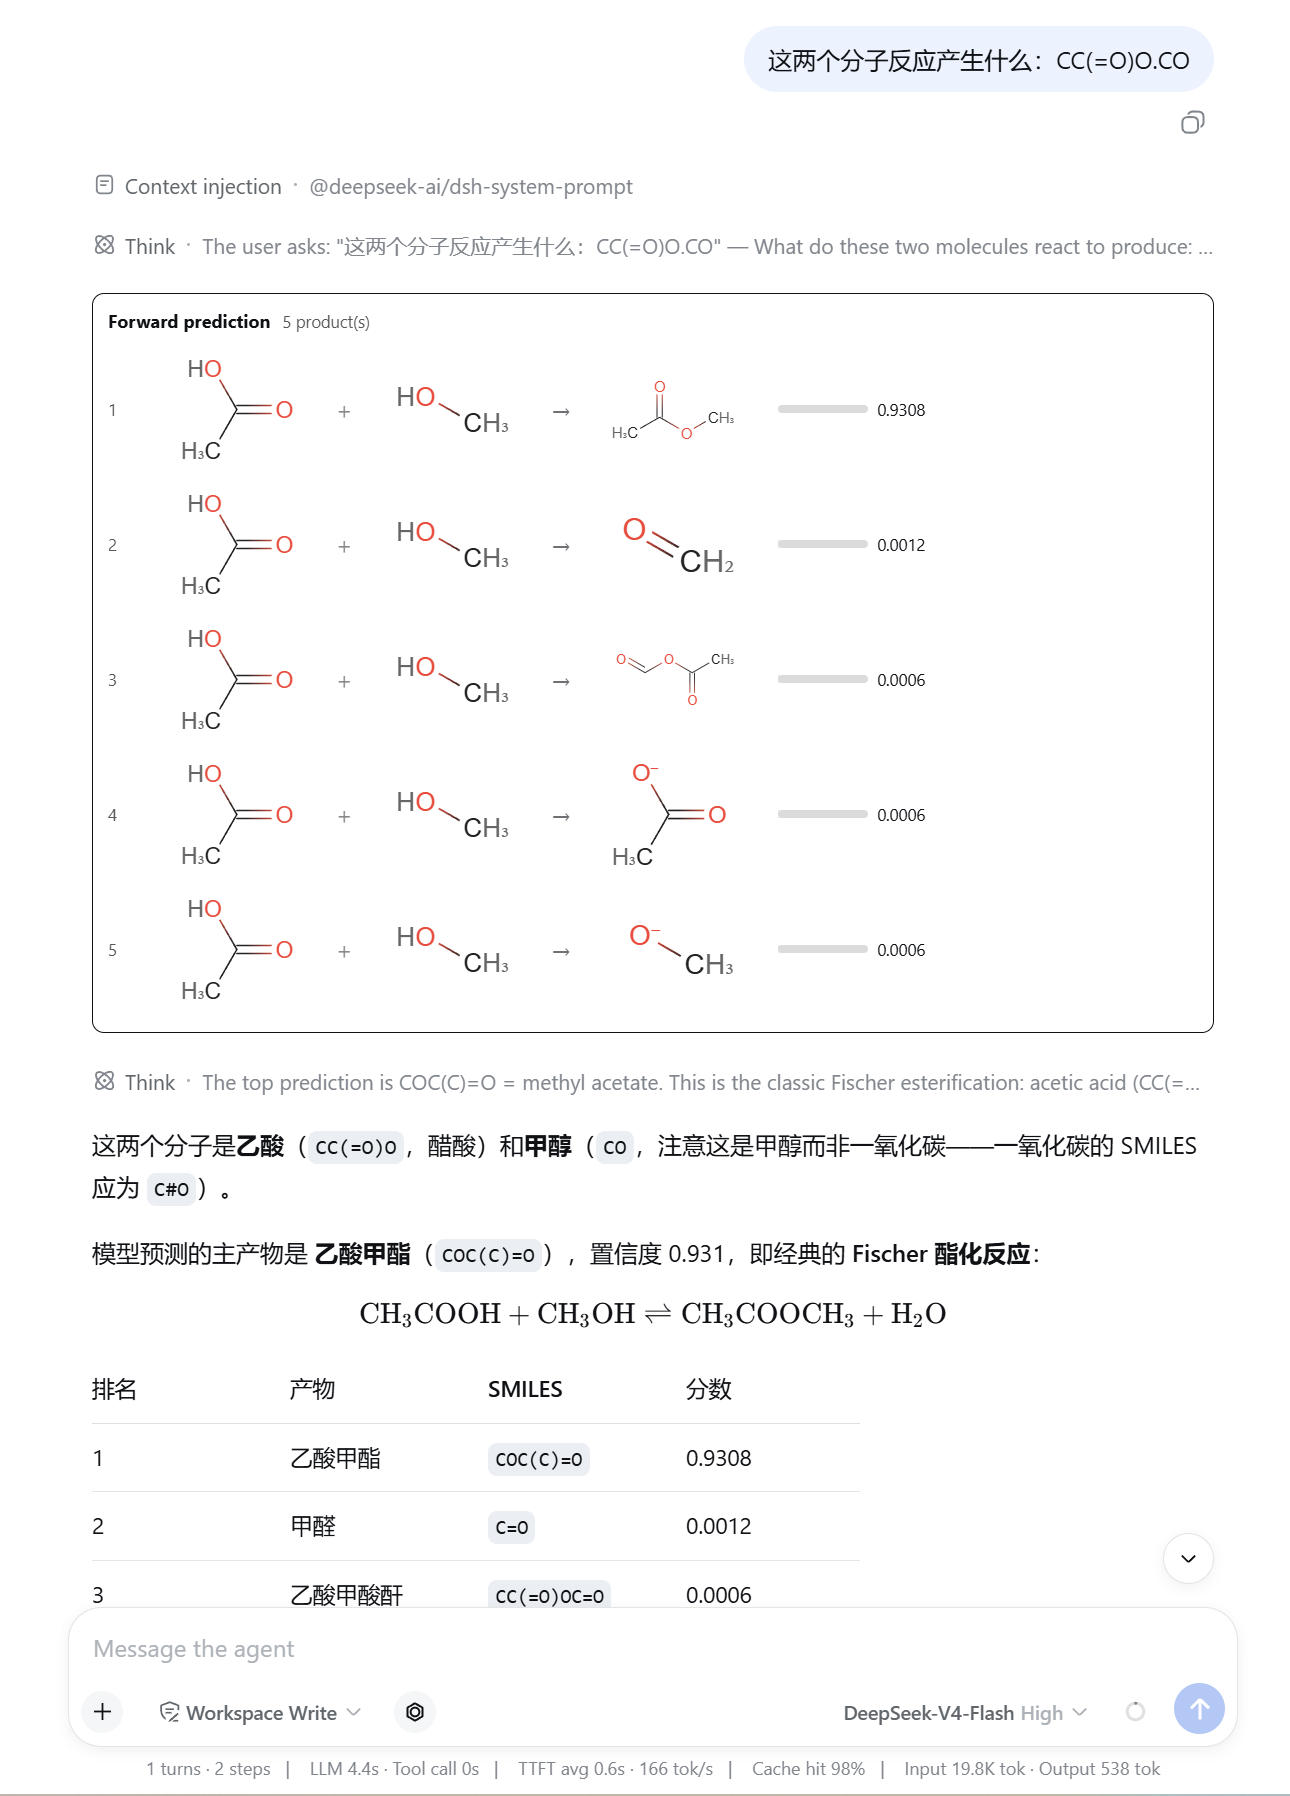 这两个分子反应产生什么：CC(=O)O.CO
Context injection · @deepseek-ai/dsh-system-prompt
Think · The user asks: "这两个分子反应产生什么：CC(=O)O.CO" — What do these two molecules react to produce: ...
Forward prediction 5 product(s)
1 HO O H₃C + HO CH₃ → O H₃C O CH₃ 0.9308
2 HO O H₃C + HO CH₃ → O CH₂ 0.0012
3 HO O H₃C + HO CH₃ → O O CH₃ O 0.0006
4 HO O H₃C + HO CH₃ → O⁻ O H₃C 0.0006
5 HO O H₃C + HO CH₃ → O⁻ CH₃ 0.0006
Think · The top prediction is COC(C)=O = methyl acetate. This is the classic Fischer esterification: acetic acid (CC(=...
这两个分子是乙酸（CC(=O)O，醋酸）和甲醇（CO，注意这是甲醇而非一氧化碳——一氧化碳的 SMILES
应为 C#O）。
模型预测的主产物是 乙酸甲酯（COC(C)=O），置信度 0.931，即经典的 Fischer 酯化反应：
CH₃COOH + CH₃OH ⇌ CH₃COOCH₃ + H₂O
排名 产物 SMILES 分数
1 乙酸甲酯 COC(C)=O 0.9308
2 甲醛 C=O 0.0012
3 乙酸甲酸酐 CC(=O)OC=O 0.0006
Message the agent
Workspace Write DeepSeek-V4-Flash High
1 turns · 2 steps | LLM 4.4s · Tool call 0s | TTFT avg 0.6s · 166 tok/s | Cache hit 98% | Input 19.8K tok · Output 538 tok